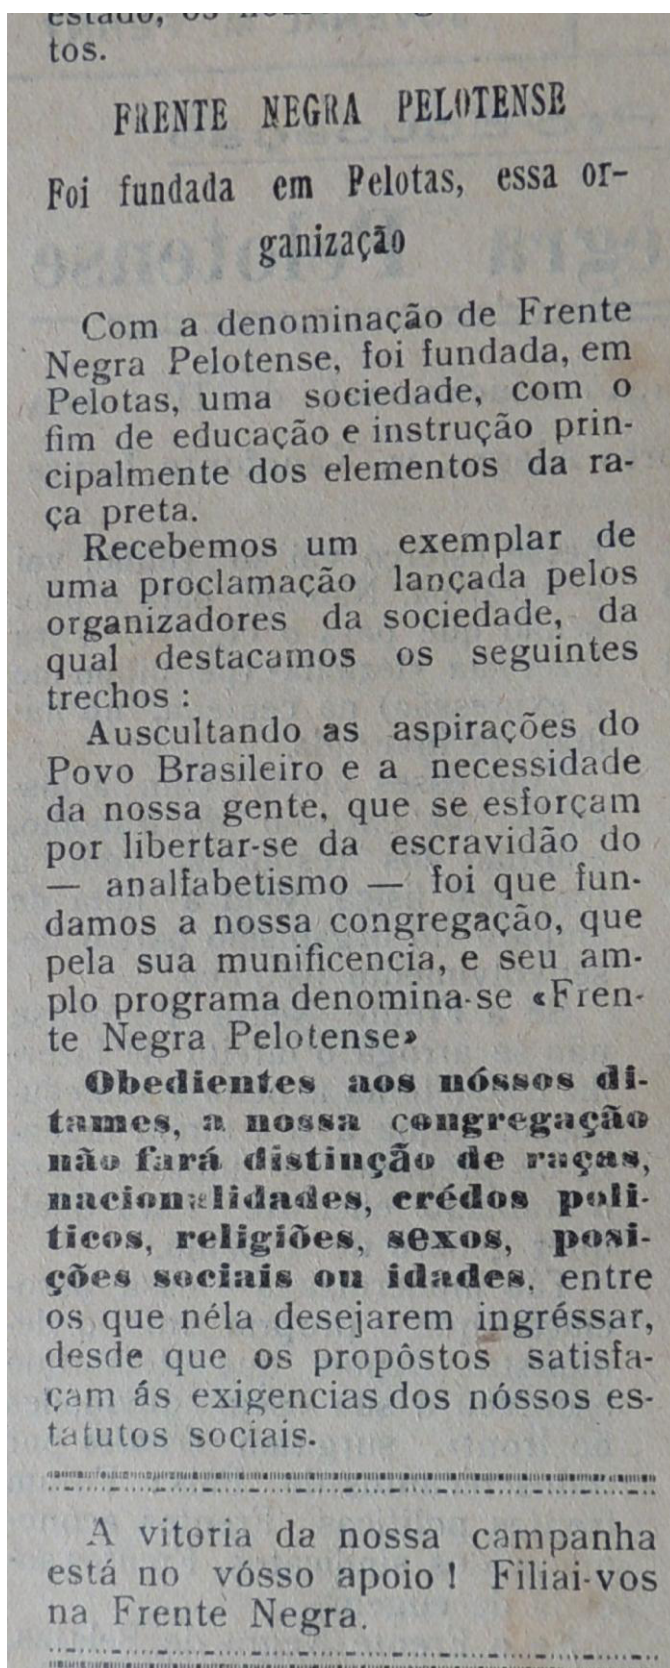 estado, os
tos.
FRENTE NEGRA PELOTENSE
Foi fundada em Pelotas, essa or-
ganização
Com a denominação de Frente
Negra Pelotense, foi fundada, em
Pelotas, uma sociedade, com o
fim de educação e instrução prin-
cipalmente dos elementos da ra-
ça preta.
Recebemos um exemplar de
uma proclamação lançada pelos
organizadores da sociedade, da
qual destacamos os seguintes
trechos :
Auscultando as aspirações do
Povo Brasileiro e a necessidade
da nossa gente, que se esforçam
por libertar-se da escravidão do
— analfabetismo — foi que fun-
damos a nossa congregação, que
pela sua munificencia, e seu am-
plo programa denomina-se «Fren-
te Negra Pelotense»
Obedientes aos nóssos di-
tames, a nossa congregação
não fará distinção de raças,
nacionalidades, crédos poli-
ticos, religiões, sexos, posi-
ções sociais ou idades, entre
os que néla desejarem ingréssar,
desde que os propôstos satisfa-
çam ás exigencias dos nóssos es-
tatutos sociais.
A vitoria da nossa campanha
está no vósso apoio ! Filiai-vos
na Frente Negra.